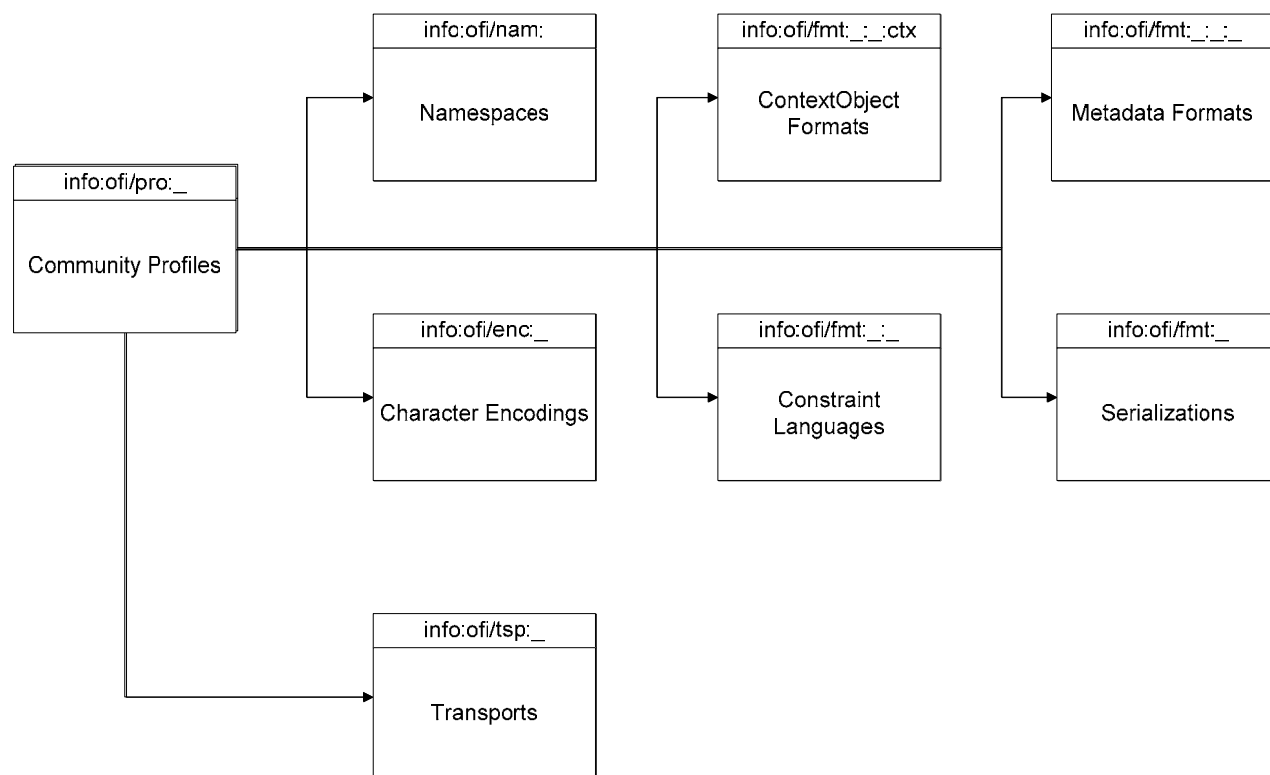 info:ofi/nam:
Namespaces
info:ofi/fmt:_:_:ctx
ContextObject
Formats
info:ofi/fmt:_:_:_
Metadata Formats
info:ofi/pro:_
Community Profiles
info:ofi/enc:_
Character Encodings
info:ofi/fmt:_:_
Constraint
Languages
info:ofi/fmt:_
Serializations
info:ofi/tsp:_
Transports